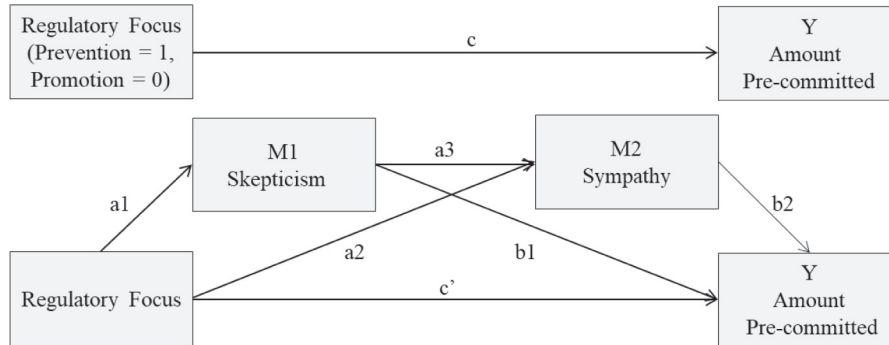 Regulatory Focus
(Prevention = 1,
Promotion = 0)
c
Y
Amount
Pre-committed
M1
Skepticism
a3
M2
Sympathy
a1
a2
b1
b2
Regulatory Focus
c’
Y
Amount
Pre-committed